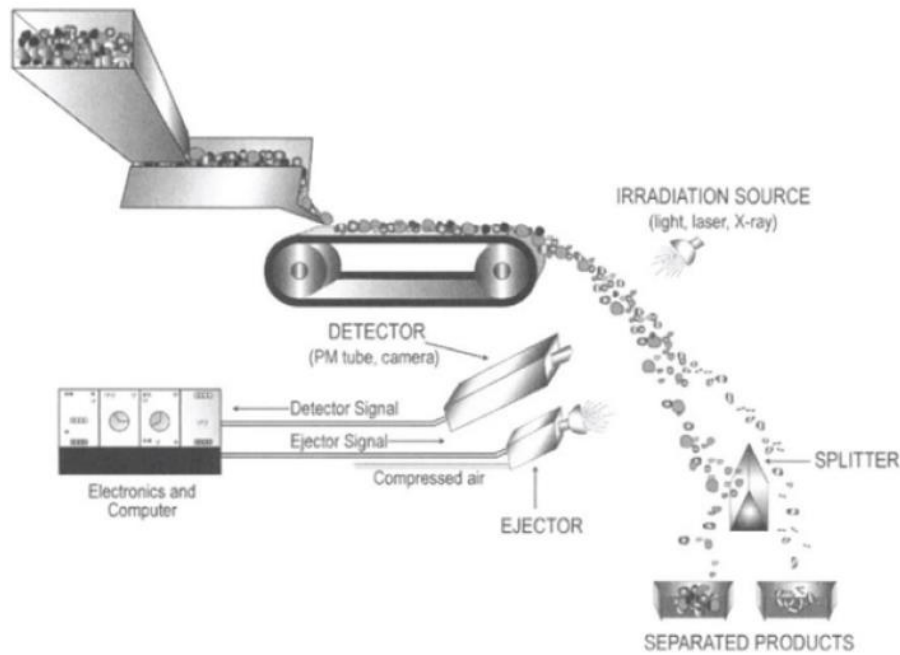 IRRADIATION SOURCE
(light, laser, X-ray)
DETECTOR
(PM tube, camera)
Detector Signal
Ejector Signal
Compressed air
Electronics and
Computer
EJECTOR
SPLITTER
SEPARATED PRODUCTS